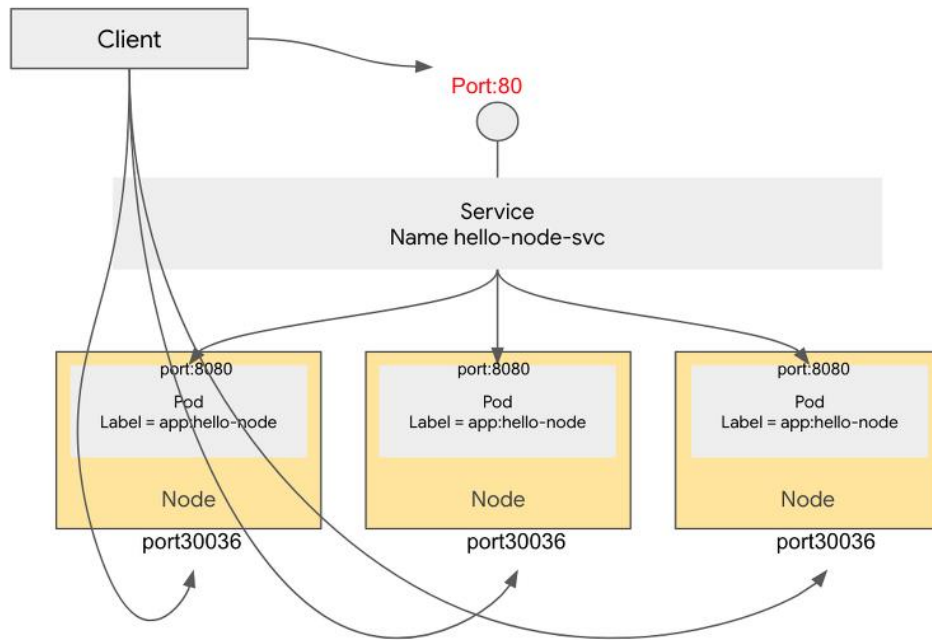 Client
Port:80
Service
Name hello-node-svc
port:8080
Pod
Label = app:hello-node
Node
port30036
port:8080
Pod
Label = app:hello-node
Node
port30036
port:8080
Pod
Label = app:hello-node
Node
port30036